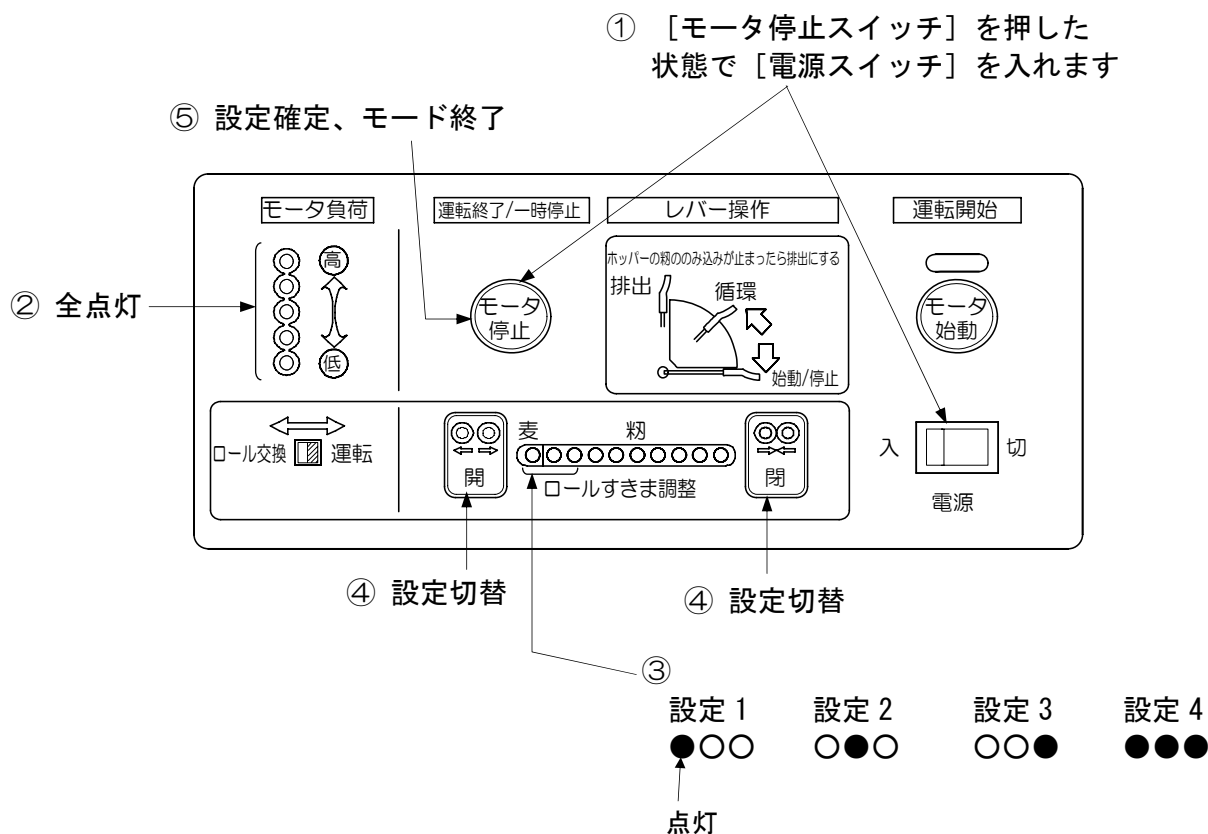 ① ［モータ停止スイッチ］を押した
状態で［電源スイッチ］を入れます
⑤ 設定確定、モード終了
モータ負荷
運転終了/一時停止
レバー操作
運転開始
② 全点灯
高
低
モータ
停止
ホッパーの籾ののみ込みが止まったら排出にする
排出
循環
始動/停止
モータ
始動
ロール交換
運転
開
麦
籾
ロールすきま調整
閉
入
切
電源
④ 設定切替
④ 設定切替
③
設定1 設定2 設定3 設定4
●○○ ○●○ ○○● ●●●
点灯